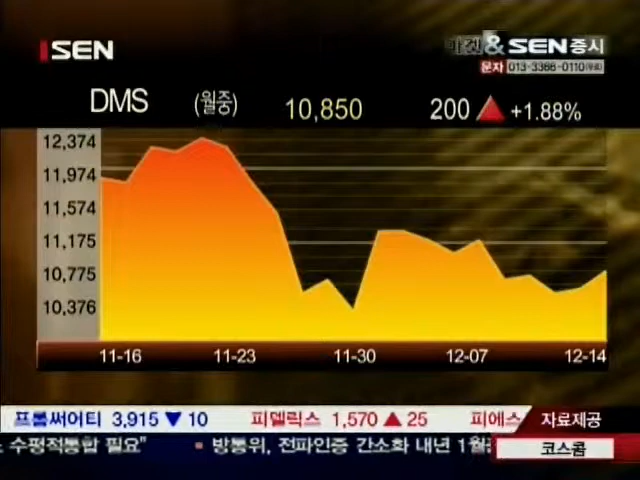 SEN
마켓&SEN증시
문자 013-3366-0110(유료)
DMS (월중) 10,850 200▲ +1.88%
12,374
11,974
11,574
11,175
10,775
10,376
11-16 11-23 11-30 12-07 12-14
프롬써어티 3,915 ▼ 10 피델릭스 1,570 ▲ 25 피에스
자료제공
수평적통합 필요" ▪ 방통위, 전파인증 간소화 내년 1월
코스콤